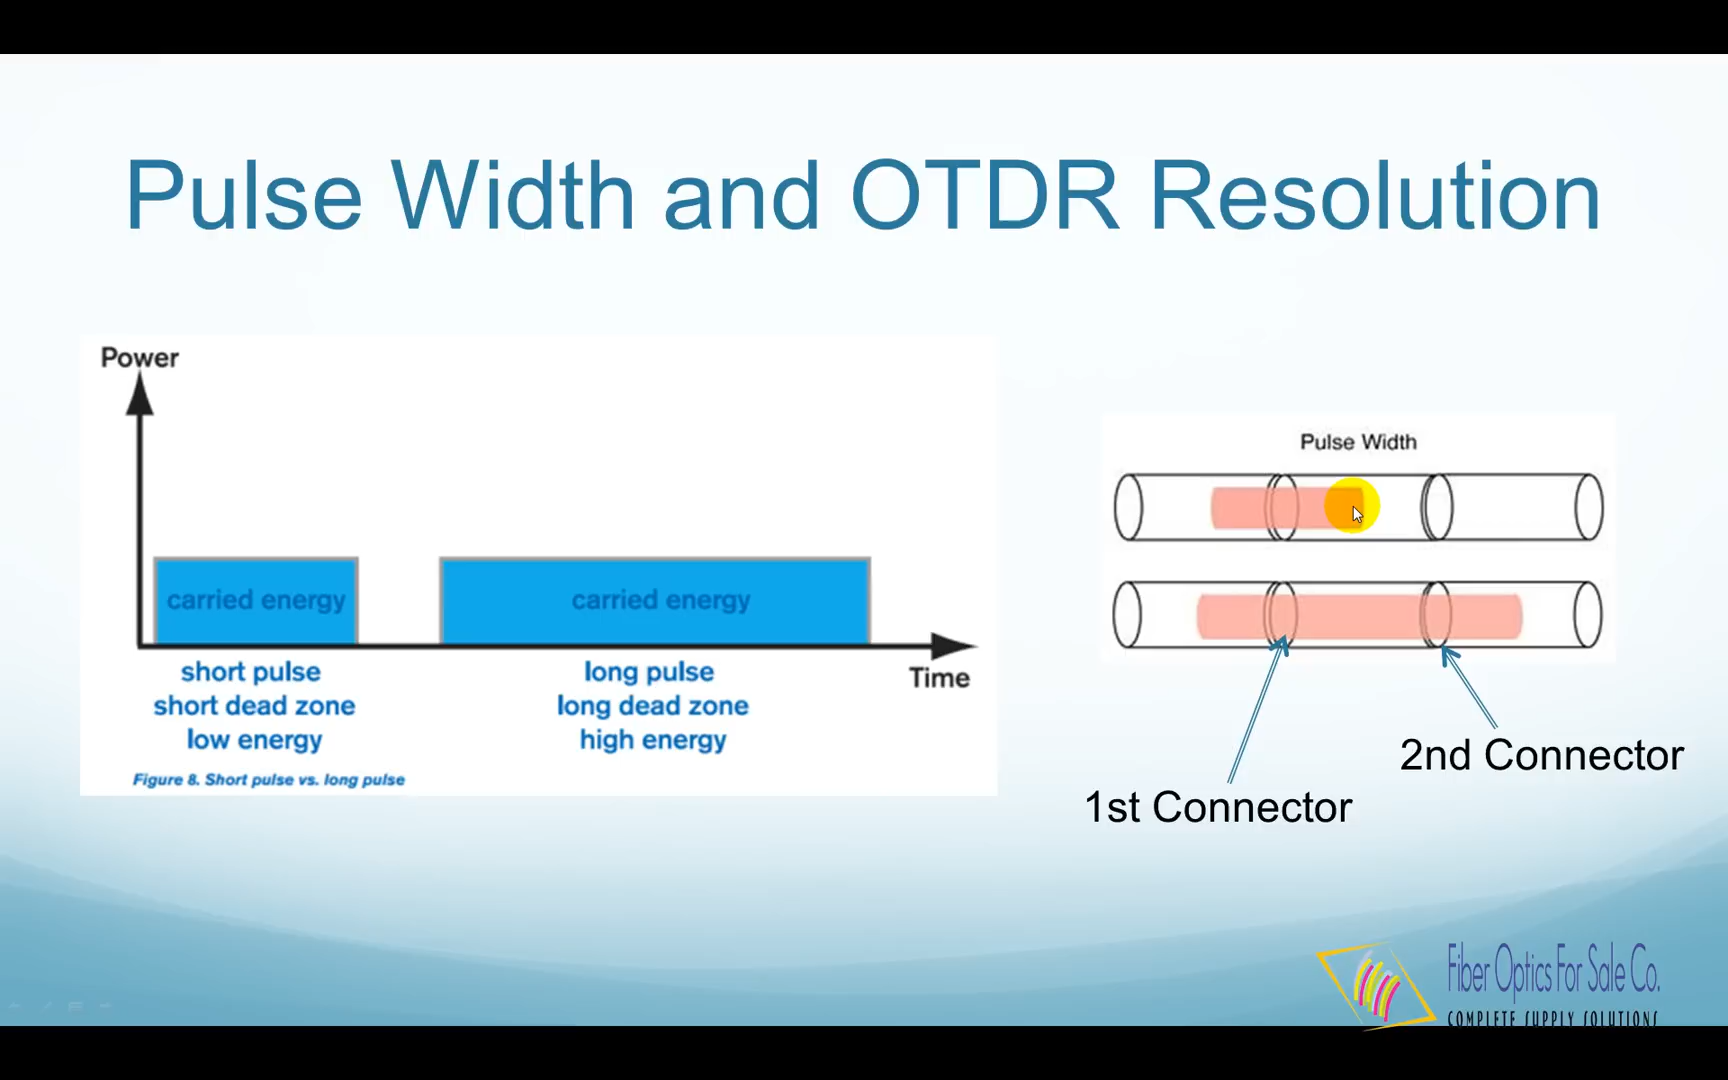 Pulse Width and OTDR Resolution
Power
carried energy
carried energy
Time
short pulse
short dead zone
low energy
long pulse
long dead zone
high energy
Figure 8. Short pulse vs. long pulse
Pulse Width
1st Connector
2nd Connector
Fiber Optics For Sale Co.
COMPLETE SUPPLY SOLUTIONS